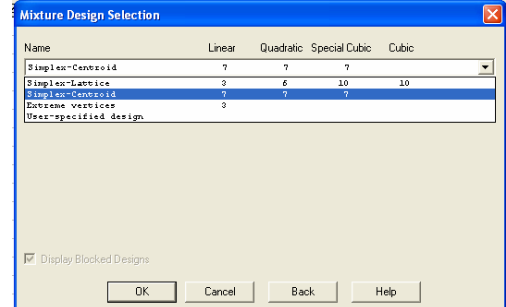 Mixture Design Selection
Name Linear Quadratic Special Cubic Cubic
Simplex-Centroid 7 7 7
Simplex-Lattice 3 6 10 10
Simplex-Centroid 7 7 7
Extreme vertices 3
User-specified design
Display Blocked Designs
OK Cancel Back Help